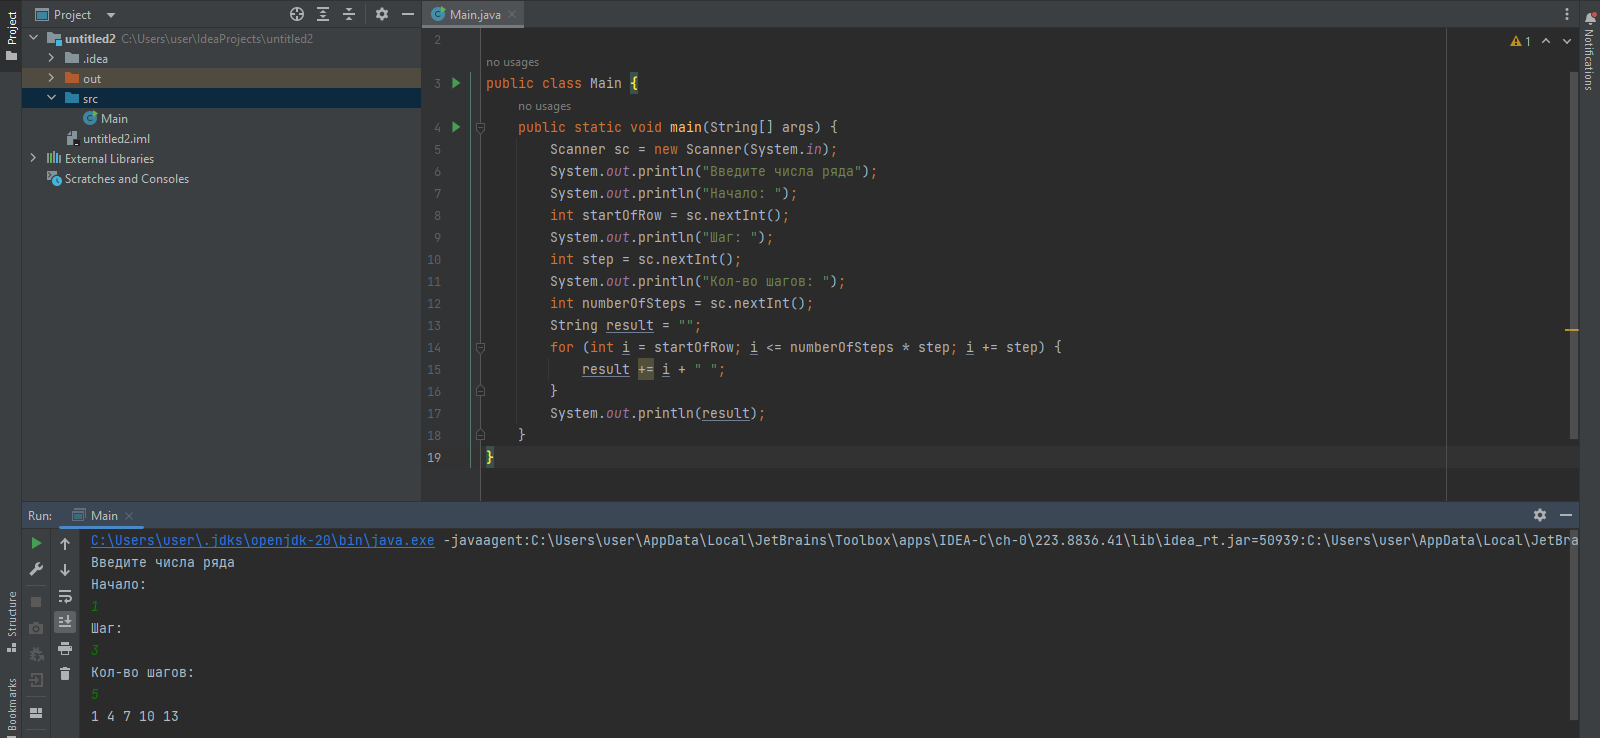 Project
Main.java
untitled2 C:\Users\user\IdeaProjects\untitled2
.idea
out
src
Main
untitled2.iml
External Libraries
Scratches and Consoles
Project
Structure
Bookmarks
Notifications
1
2
no usages
3 public class Main {
no usages
4 public static void main(String[] args) {
5 Scanner sc = new Scanner(System.in);
6 System.out.println("Введите числа ряда");
7 System.out.println("Начало: ");
8 int startOfRow = sc.nextInt();
9 System.out.println("Шаг: ");
10 int step = sc.nextInt();
11 System.out.println("Кол-во шагов: ");
12 int numberOfSteps = sc.nextInt();
13 String result = "";
14 for (int i = startOfRow; i <= numberOfSteps * step; i += step) {
15 result += i + " ";
16 }
17 System.out.println(result);
18 }
19 }
Run: Main
C:\Users\user\.jdks\openjdk-20\bin\java.exe -javaagent:C:\Users\user\AppData\Local\JetBrains\Toolbox\apps\IDEA-C\ch-0\223.8836.41\lib\idea_rt.jar=50939:C:\Users\user\AppData\Local\JetBra
Введите числа ряда
Начало:
1
Шаг:
3
Кол-во шагов:
5
1 4 7 10 13